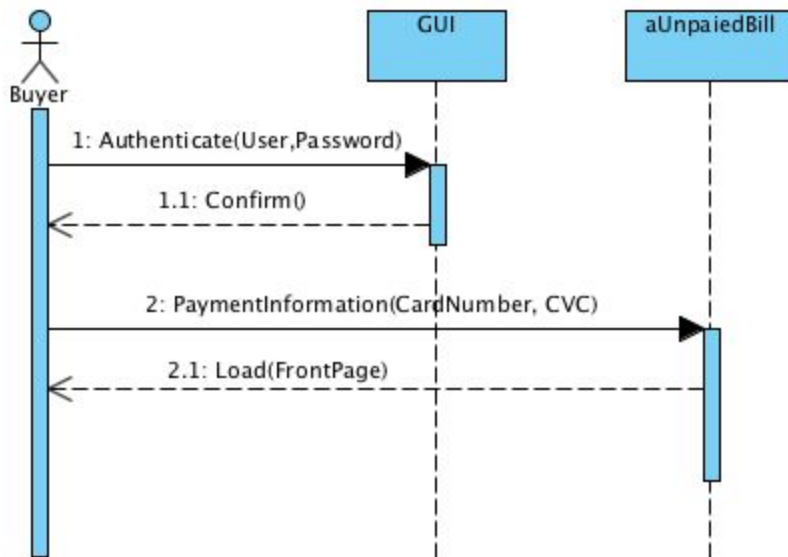 GUI
aUnpaiedBill
Buyer
1: Authenticate(User,Password)
1.1: Confirm()
2: PaymentInformation(CardNumber, CVC)
2.1: Load(FrontPage)